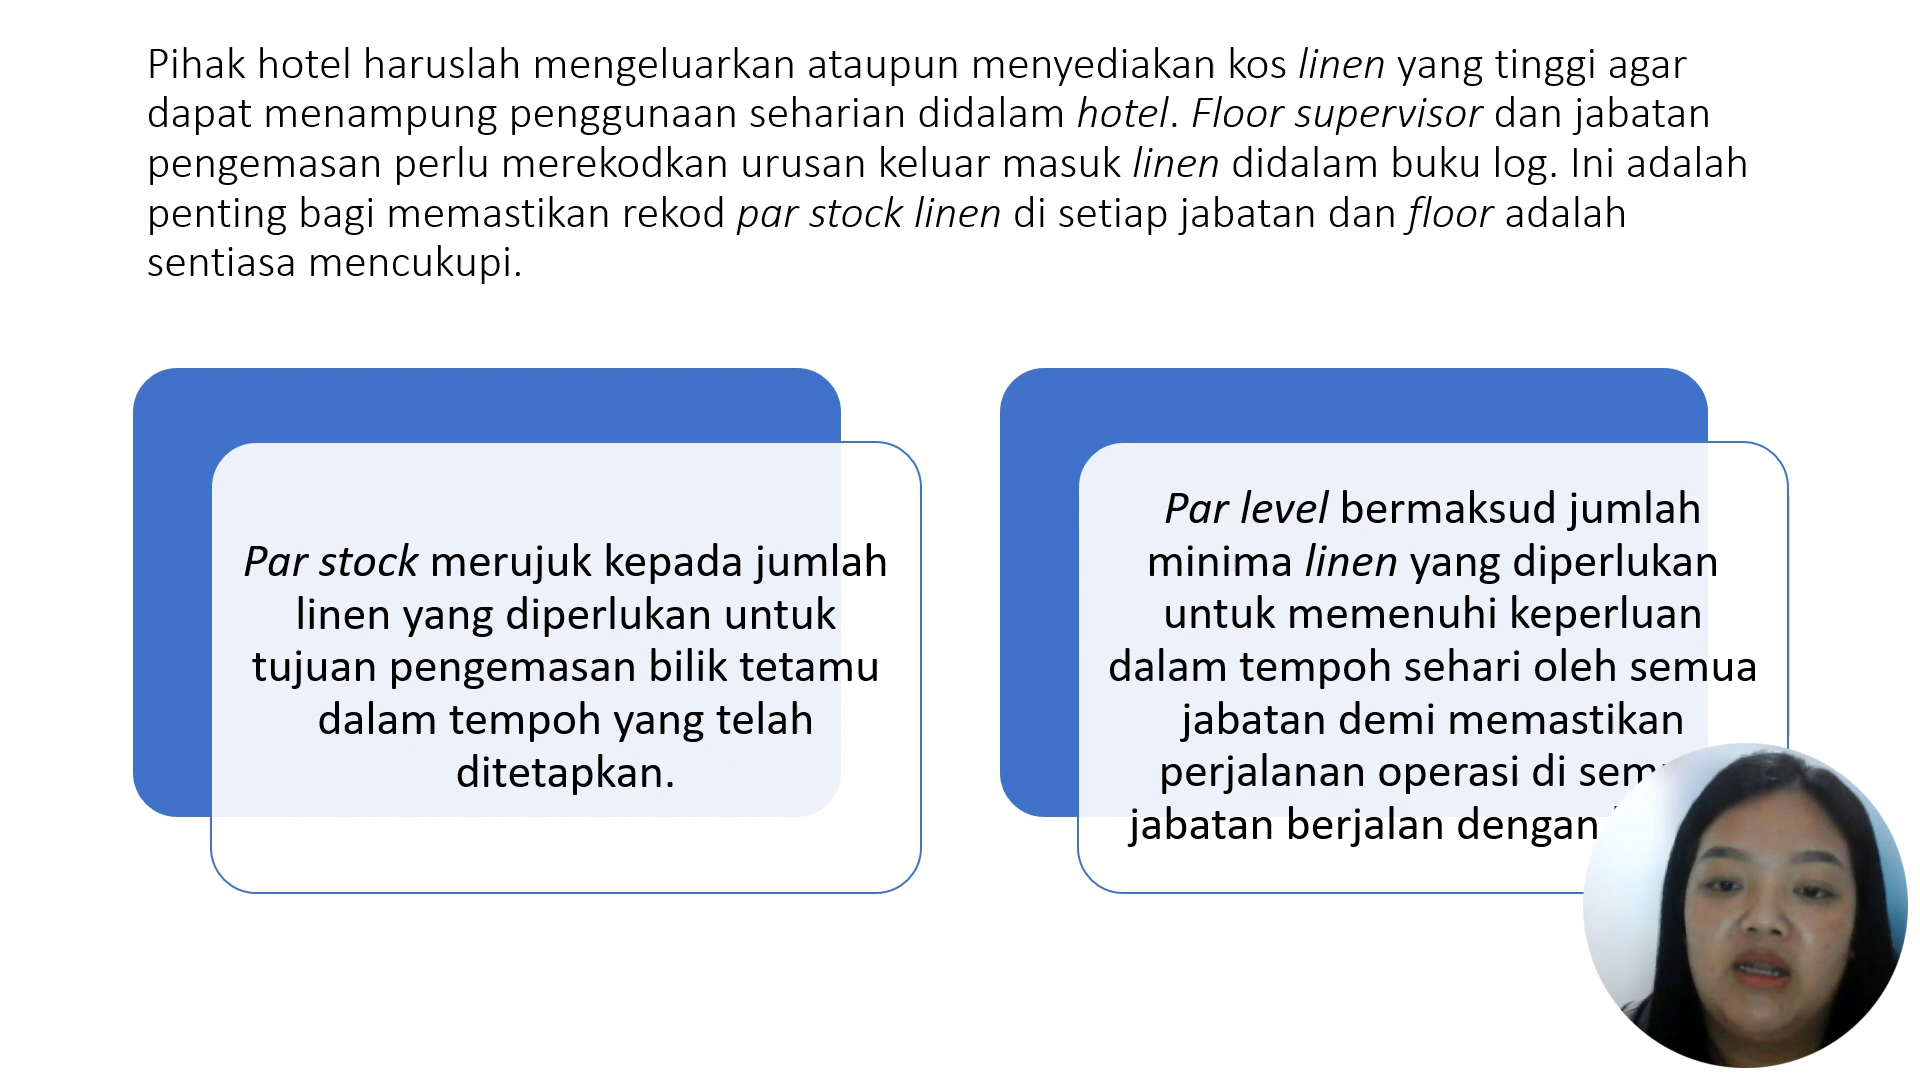 Pihak hotel haruslah mengeluarkan ataupun menyediakan kos linen yang tinggi agar
dapat menampung penggunaan seharian didalam hotel. Floor supervisor dan jabatan
pengemasan perlu merekodkan urusan keluar masuk linen didalam buku log. Ini adalah
penting bagi memastikan rekod par stock linen di setiap jabatan dan floor adalah
sentiasa mencukupi.
Par stock merujuk kepada jumlah
linen yang diperlukan untuk
tujuan pengemasan bilik tetamu
dalam tempoh yang telah
ditetapkan.
Par level bermaksud jumlah
minima linen yang diperlukan
untuk memenuhi keperluan
dalam tempoh sehari oleh semua
jabatan demi memastikan
perjalanan operasi di
jabatan berjalan dengan